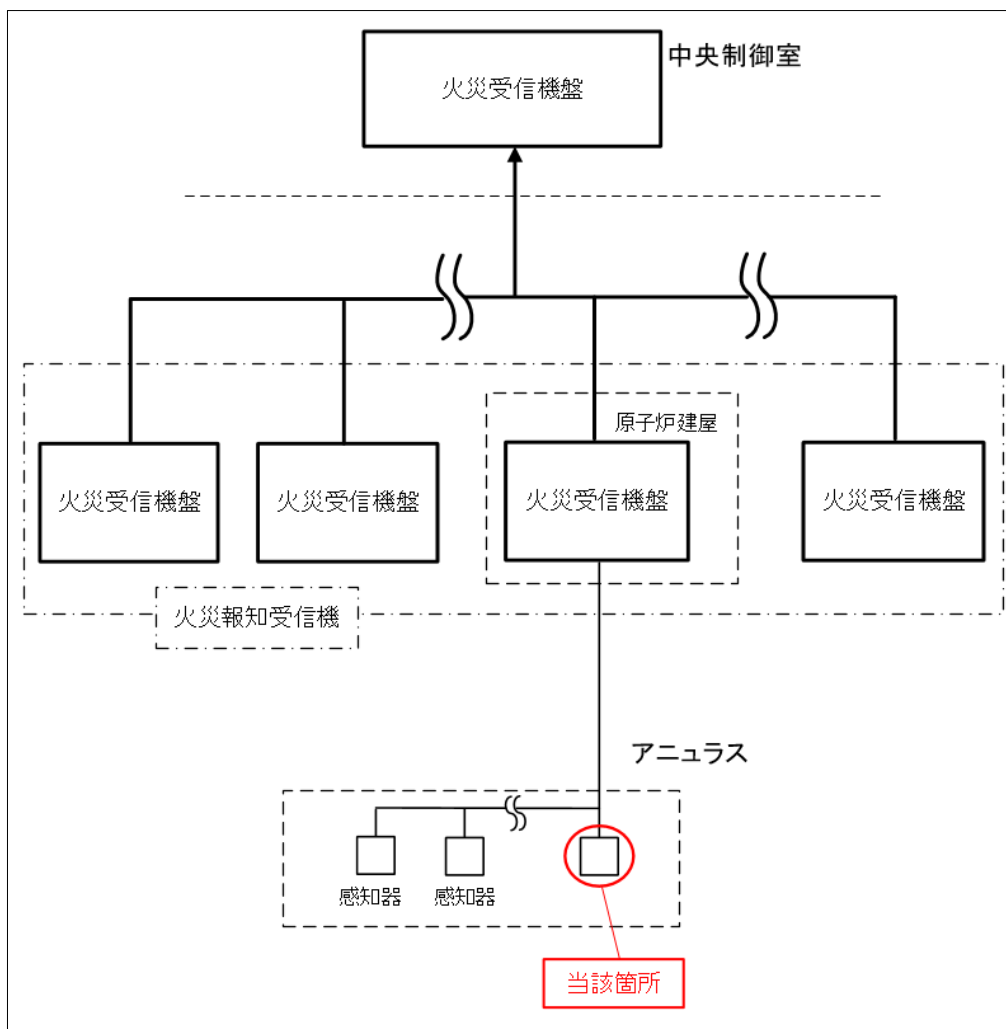 中央制御室
火災受信機盤
原子炉建屋
火災受信機盤
火災受信機盤
火災受信機盤
火災受信機盤
火災報知受信機
アニュラス
感知器
感知器
当該箇所